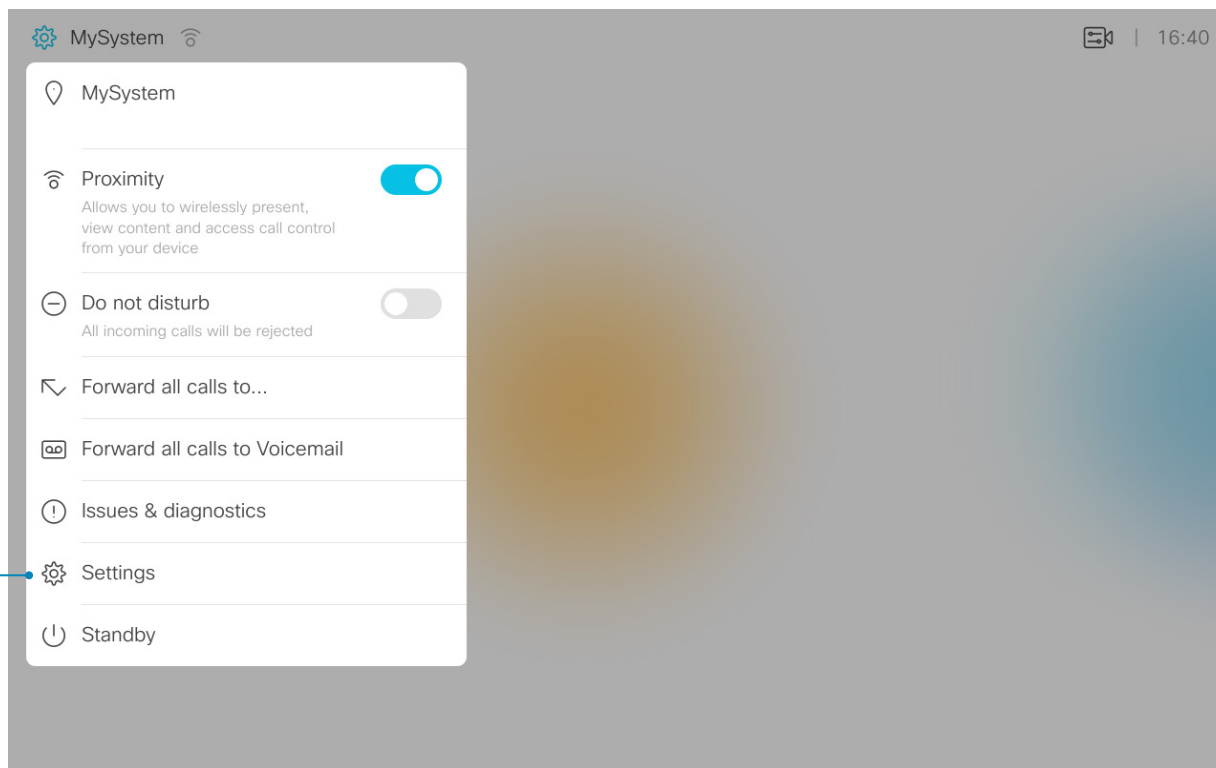 MySystem
| 16:40
MySystem
Proximity
Allows you to wirelessly present,
view content and access call control
from your device
Do not disturb
All incoming calls will be rejected
Forward all calls to...
Forward all calls to Voicemail
Issues & diagnostics
Settings
Standby